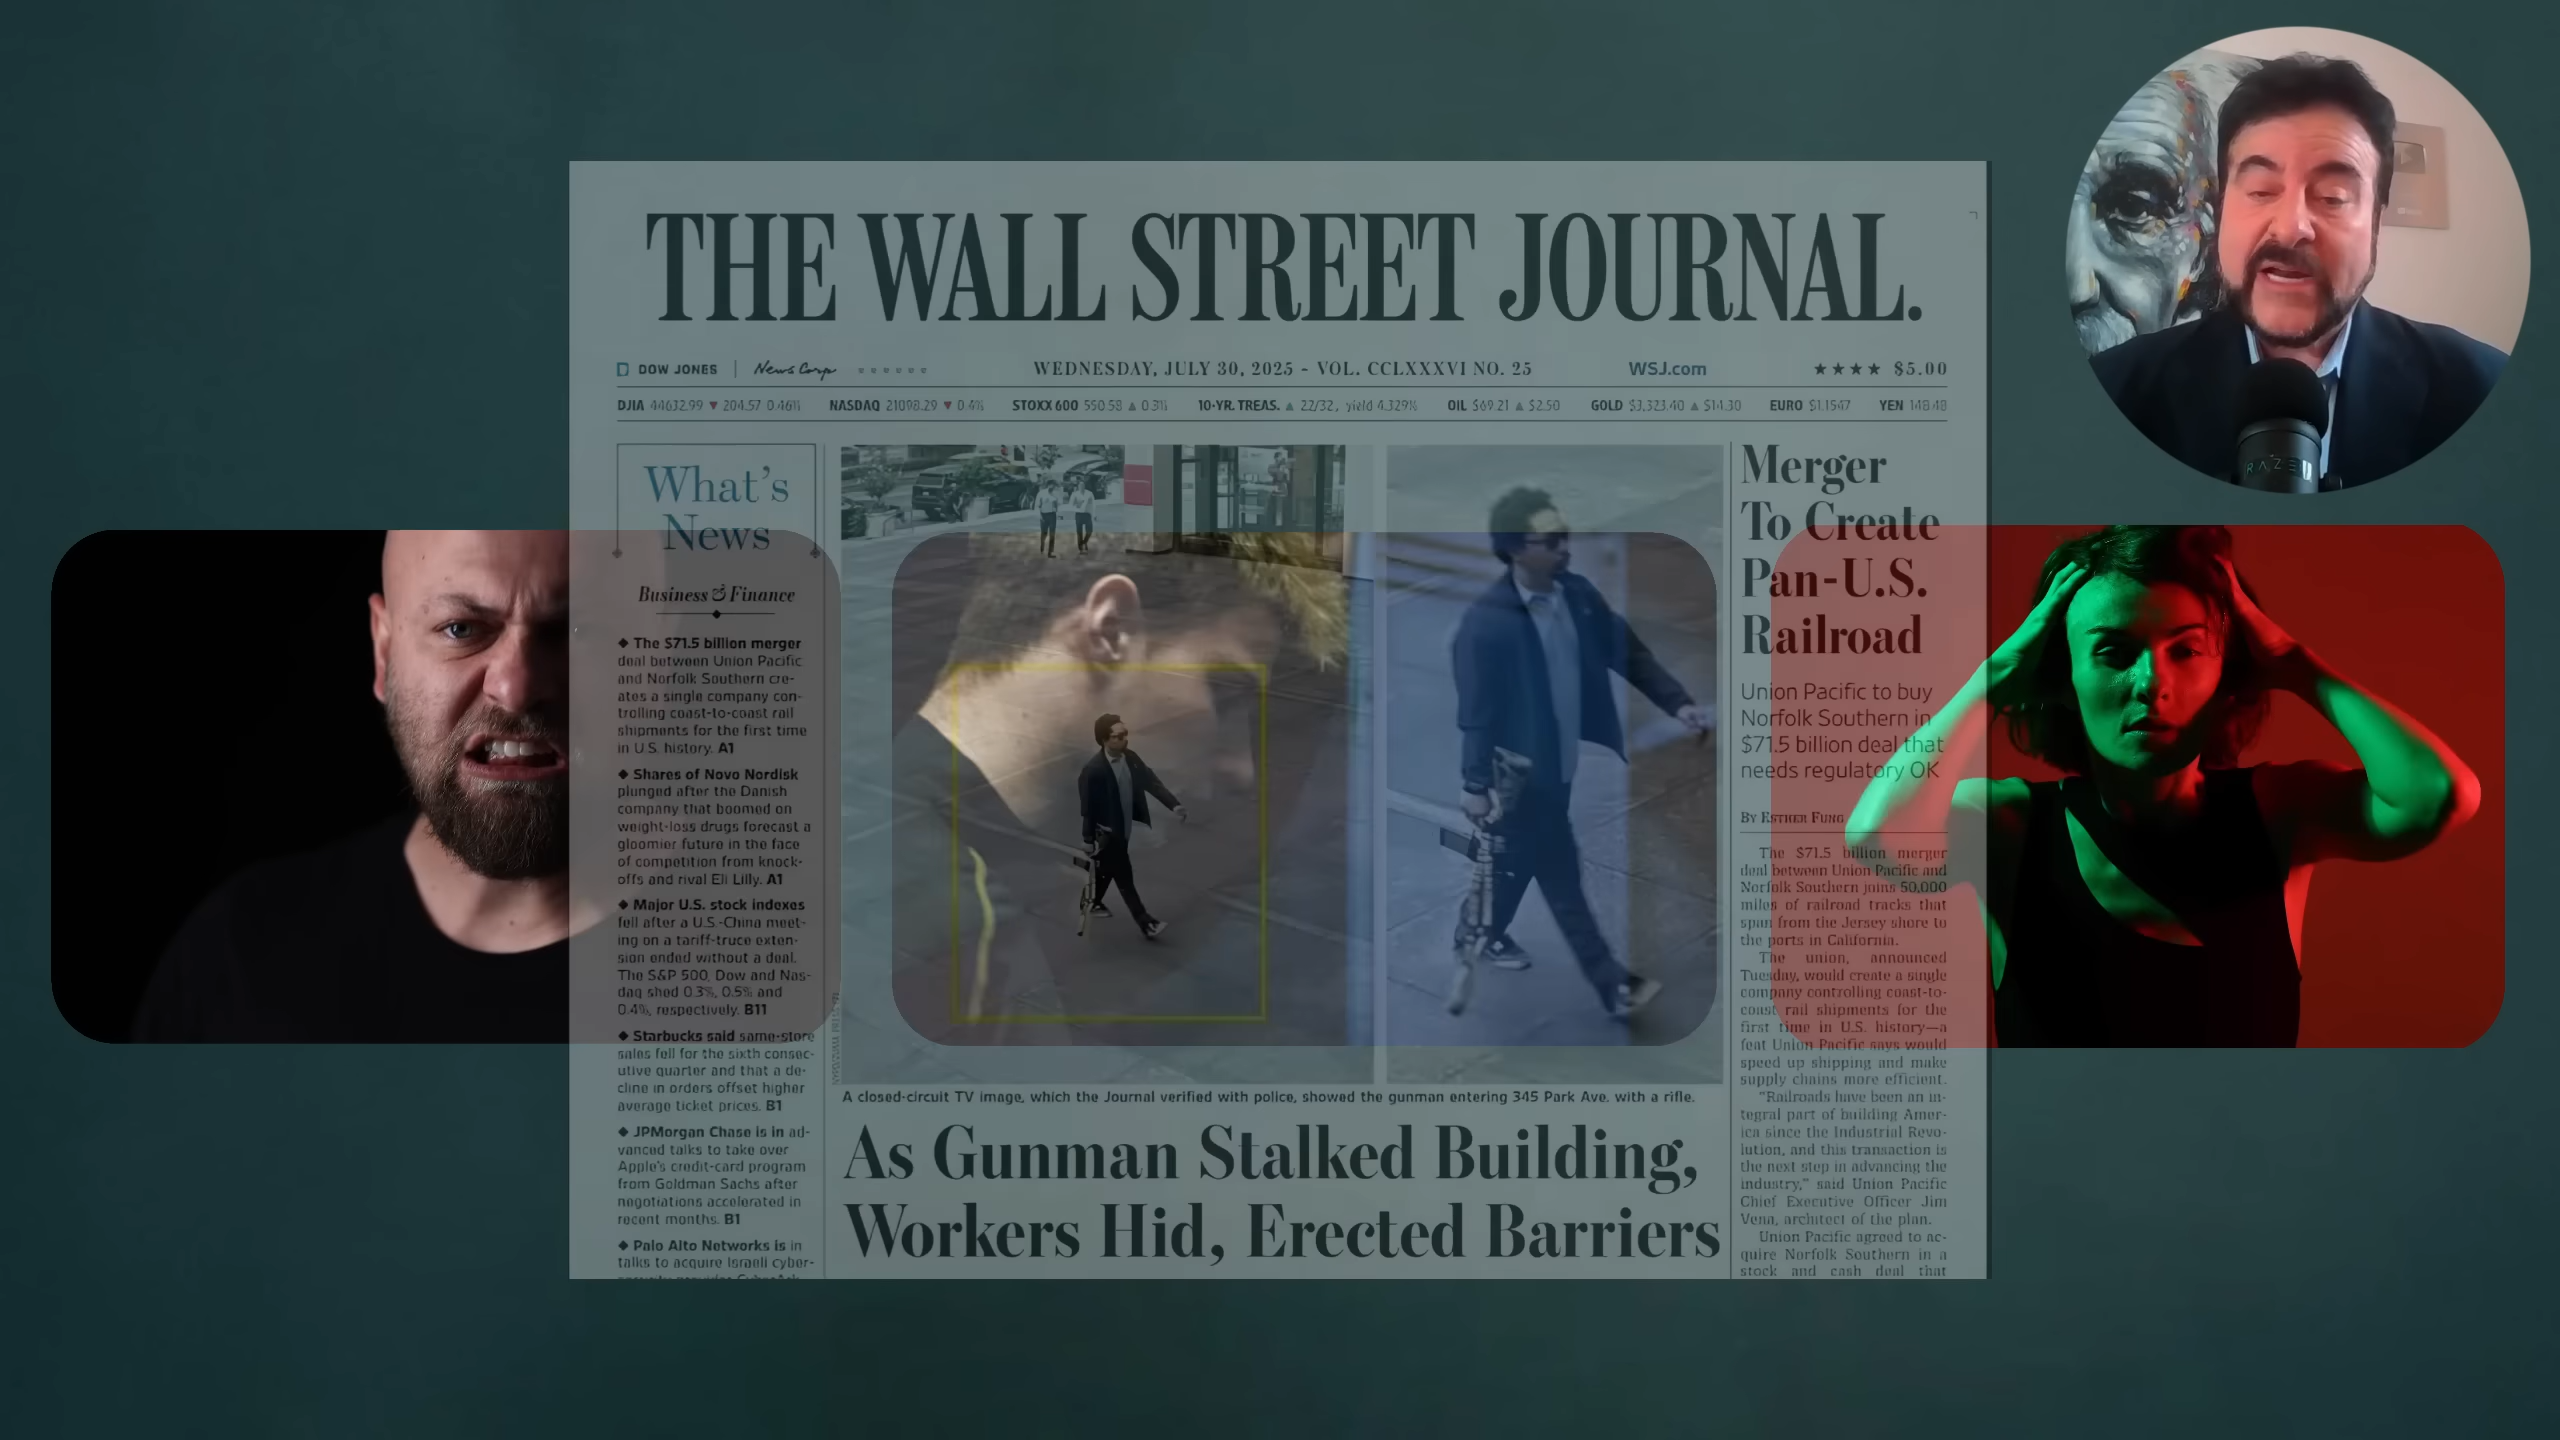 THE WALL STREET JOURNAL.
DOW JONES | News Corp
WEDNESDAY, JULY 30, 2025 - VOL. CCLXXXVI NO. 25
WSJ.com
★★★★ $5.00
DJIA 44632.99 ▼ 204.57 0.46%
NASDAQ 21098.29 ▼ 0.4%
STOXX 600 550.58 ▲ 0.3%
10-YR. TREAS. ▲ 22/32, yield 4.329%
OIL $69.21 ▲ $2.50
GOLD $3,323.40 ▲ $14.30
EURO $1.1547
YEN 148.48
What's
News
Business & Finance
◆ The $71.5 billion merger
deal between Union Pacific
and Norfolk Southern cre-
ates a single company con-
trolling coast-to-coast rail
shipments for the first time
in U.S. history. A1
◆ Shares of Novo Nordisk
plunged after the Danish
company that boomed on
weight-loss drugs forecast a
gloomier future in the face
of competition from knock-
offs and rival Eli Lilly. A1
◆ Major U.S. stock indexes
fell after a U.S.-China meet-
ing on a tariff-truce exten-
sion ended without a deal.
The S&P 500, Dow and Nas-
daq shed 0.3%, 0.5% and
0.4%, respectively. B11
◆ Starbucks said same-store
sales fell for the sixth consec-
utive quarter and that a de-
cline in orders offset higher
average ticket prices. B1
◆ JPMorgan Chase is in ad-
vanced talks to take over
Apple's credit-card program
from Goldman Sachs after
negotiations accelerated in
recent months. B1
◆ Palo Alto Networks is in
talks to acquire Israeli cyber-
A closed-circuit TV image, which the Journal verified with police, showed the gunman entering 345 Park Ave. with a rifle.
As Gunman Stalked Building,
Workers Hid, Erected Barriers
Merger
To Create
Pan-U.S.
Railroad
Union Pacific to buy
Norfolk Southern in
$71.5 billion deal that
needs regulatory OK
BY ESTHER FUNG
The $71.5 billion merger
deal between Union Pacific and
Norfolk Southern joins 50,000
miles of railroad tracks that
span from the Jersey shore to
the ports in California.
The union, announced
Tuesday, would create a single
company controlling coast-to-
coast rail shipments for the
first time in U.S. history—a
feat Union Pacific says would
speed up shipping and make
supply chains more efficient.
"Railroads have been an in-
tegral part of building Amer-
ica since the Industrial Revo-
lution, and this transaction is
the next step in advancing the
industry," said Union Pacific
Chief Executive Officer Jim
Vena, architect of the plan.
Union Pacific agreed to ac-
quire Norfolk Southern in a
stock and cash deal that
RAZER